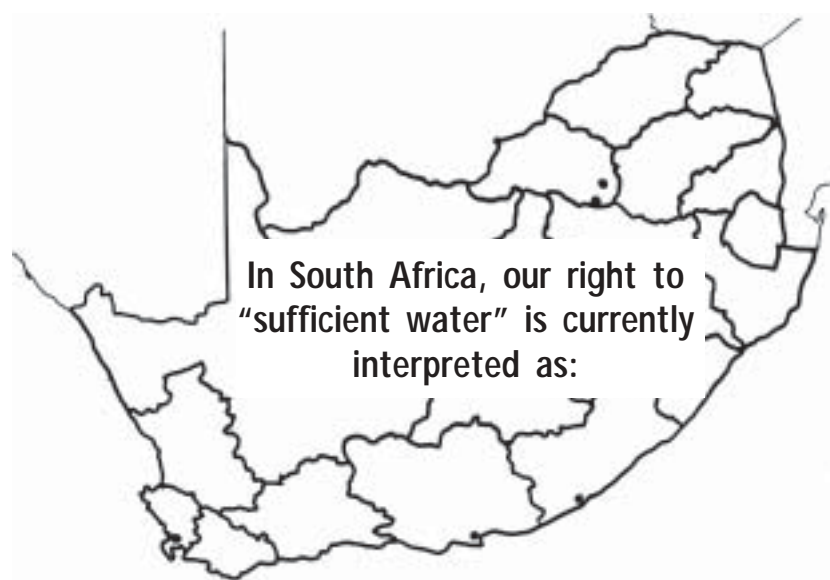 In South Africa, our right to
“sufficient water” is currently
interpreted as: